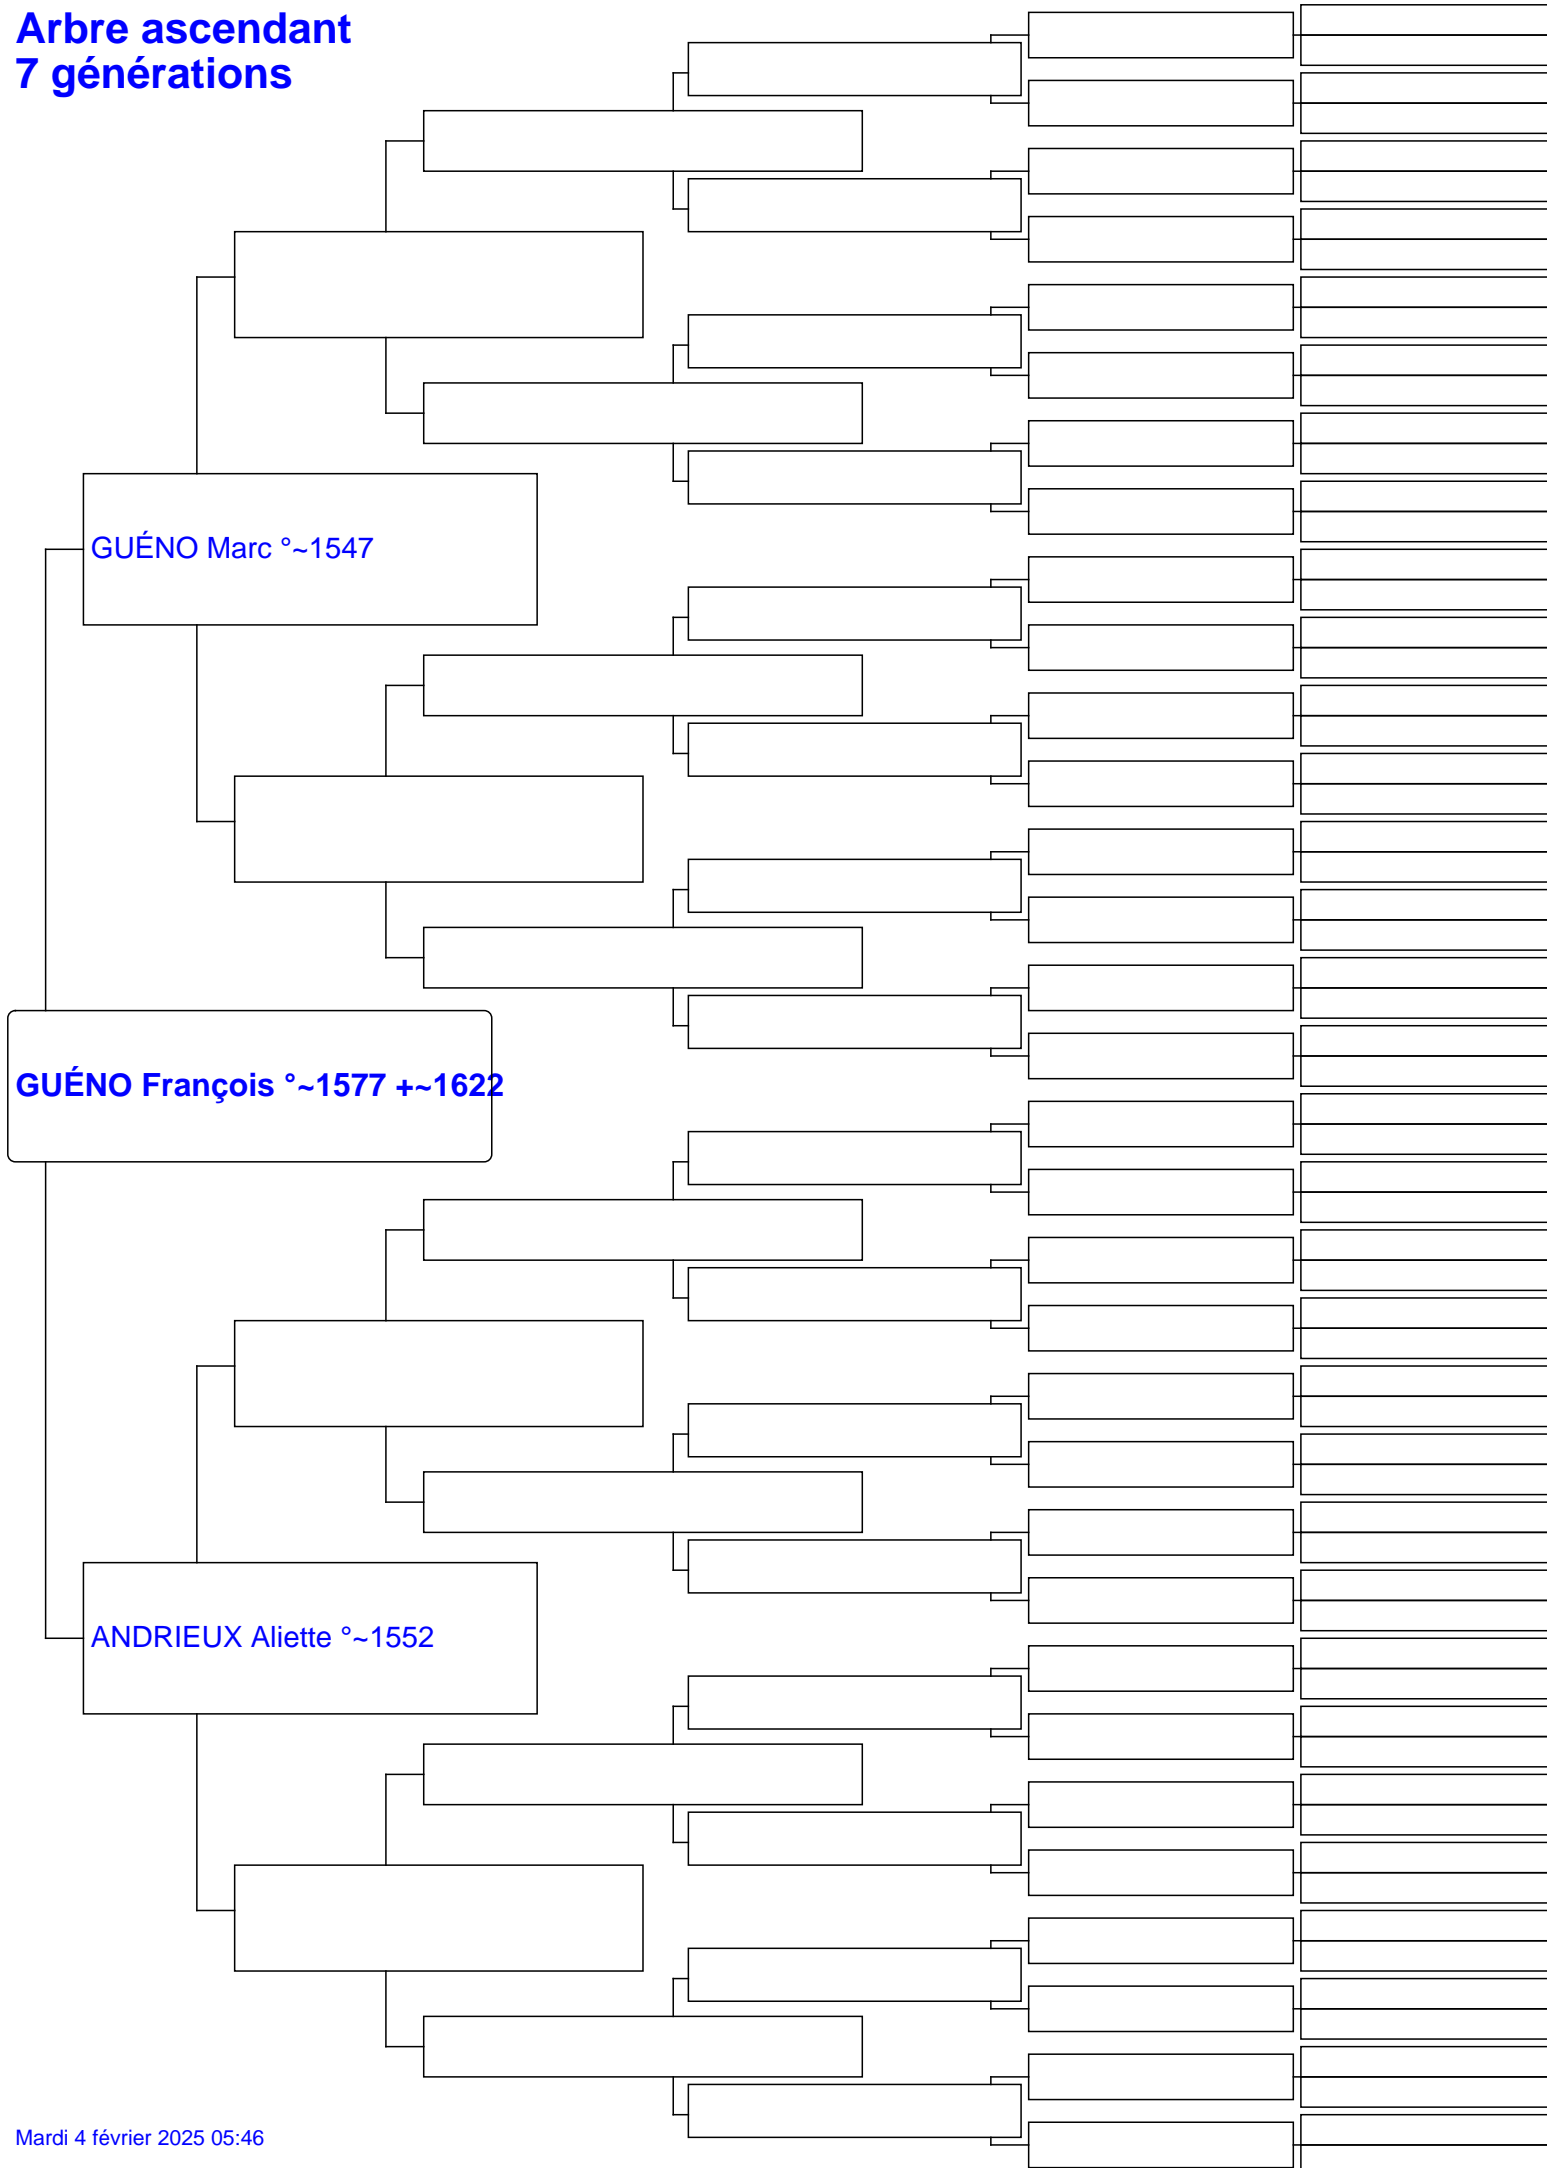 Arbre ascendant
7 générations
GUÉNO Marc °~1547
GUÉNO François °~1577 +~1622
ANDRIEUX Aliette °~1552
Mardi 4 février 2025 05:46